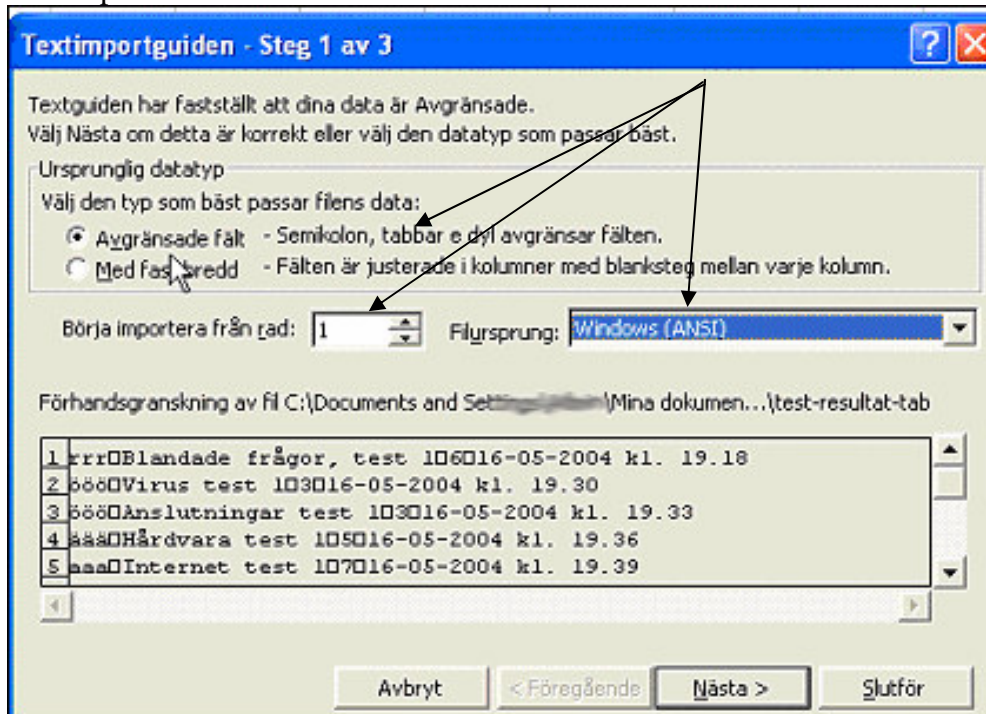 Textimportguiden - Steg 1 av 3
Textguiden har fastställt att dina data är Avgränsade.
Välj Nästa om detta är korrekt eller välj den datatyp som passar bäst.
Ursprunglig datatyp
Välj den typ som bäst passar filens data:
Avgränsade fält - Semikolon, tabbar e dyl avgränsar fälten.
Med fast bredd - Fälten är justerade i kolumner med blanksteg mellan varje kolumn.
Börja importera från rad: 1 Filursprung: Windows (ANSI)
Förhandsgranskning av fil C:\Documents and \Mina dokumen...\test-resultat-tab
1 rrr□Blandade frågor, test 1□6□16-05-2004 kl. 19.18
2 ööö□Virus test 1□3□16-05-2004 kl. 19.30
3 ööö□Anslutningar test 1□3□16-05-2004 kl. 19.33
4 äää□Hårdvara test 1□5□16-05-2004 kl. 19.36
5 aaa□Internet test 1□7□16-05-2004 kl. 19.39
Avbryt < Föregående Nästa > Slutför